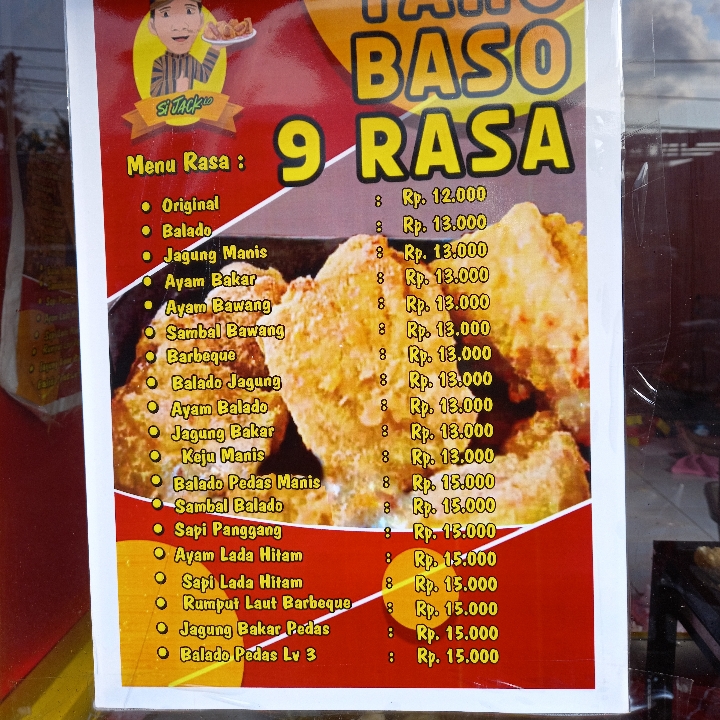 TAHU
BASO
9 RASA
Si JACK
Menu Rasa :
• Original : Rp. 12.000
• Balado : Rp. 13.000
• Jagung Manis : Rp. 13.000
• Ayam Bakar : Rp. 13.000
• Ayam Bawang : Rp. 13.000
• Sambal Bawang : Rp. 13.000
• Barbeque : Rp. 13.000
• Balado Jagung : Rp. 13.000
• Ayam Balado : Rp. 13.000
• Jagung Bakar : Rp. 13.000
• Keju Manis : Rp. 13.000
• Balado Pedas Manis : Rp. 15.000
• Sambal Balado : Rp. 15.000
• Sapi Panggang : Rp. 15.000
• Ayam Lada Hitam : Rp. 15.000
• Sapi Lada Hitam : Rp. 15.000
• Rumput Laut Barbeque : Rp. 15.000
• Jagung Bakar Pedas : Rp. 15.000
• Balado Pedas Lv 3 : Rp. 15.000